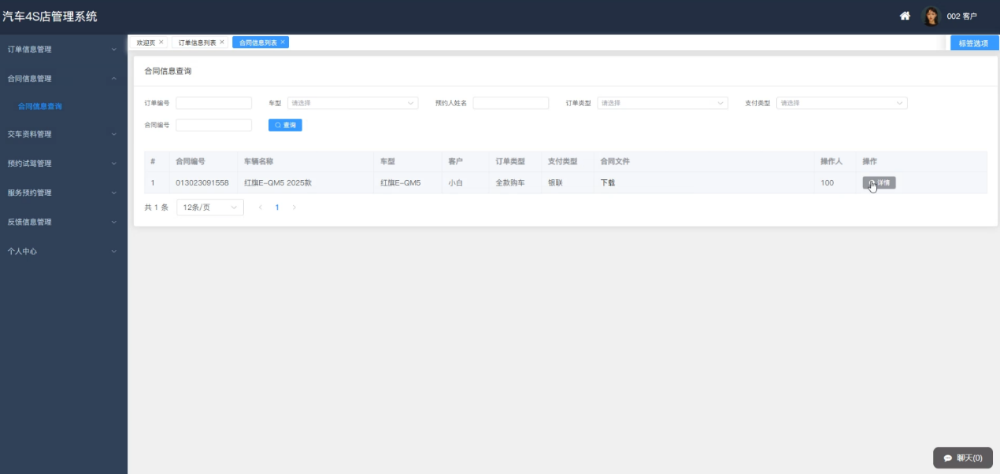 汽车4S店管理系统
002 客户
订单信息管理
合同信息管理
合同信息查询
交车资料管理
预约试驾管理
服务预约管理
反馈信息管理
个人中心
欢迎页 × 订单信息列表 × 合同信息列表 ×
标签选项
合同信息查询
订单编号 车型 请选择 预约人姓名 订单类型 请选择 支付类型 请选择
合同编号 查询
# 合同编号 车辆名称 车型 客户 订单类型 支付类型 合同文件 操作人 操作
1 013023091558 红旗E-QM5 2025款 红旗E-QM5 小白 全款购车 银联 下载 100 详情
共 1 条 12条/页 < 1 >
聊天(0)